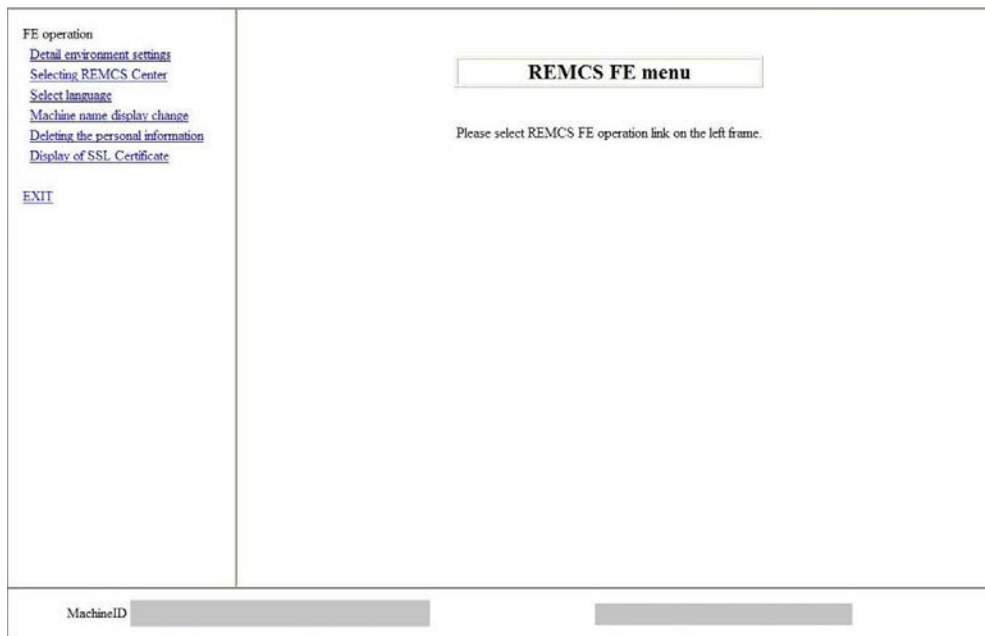 FE operation
Detail environment settings
Selecting REMCS Center
Select language
Machine name display change
Deleting the personal information
Display of SSL Certificate
EXIT
REMCS FE menu
Please select REMCS FE operation link on the left frame.
MachineID